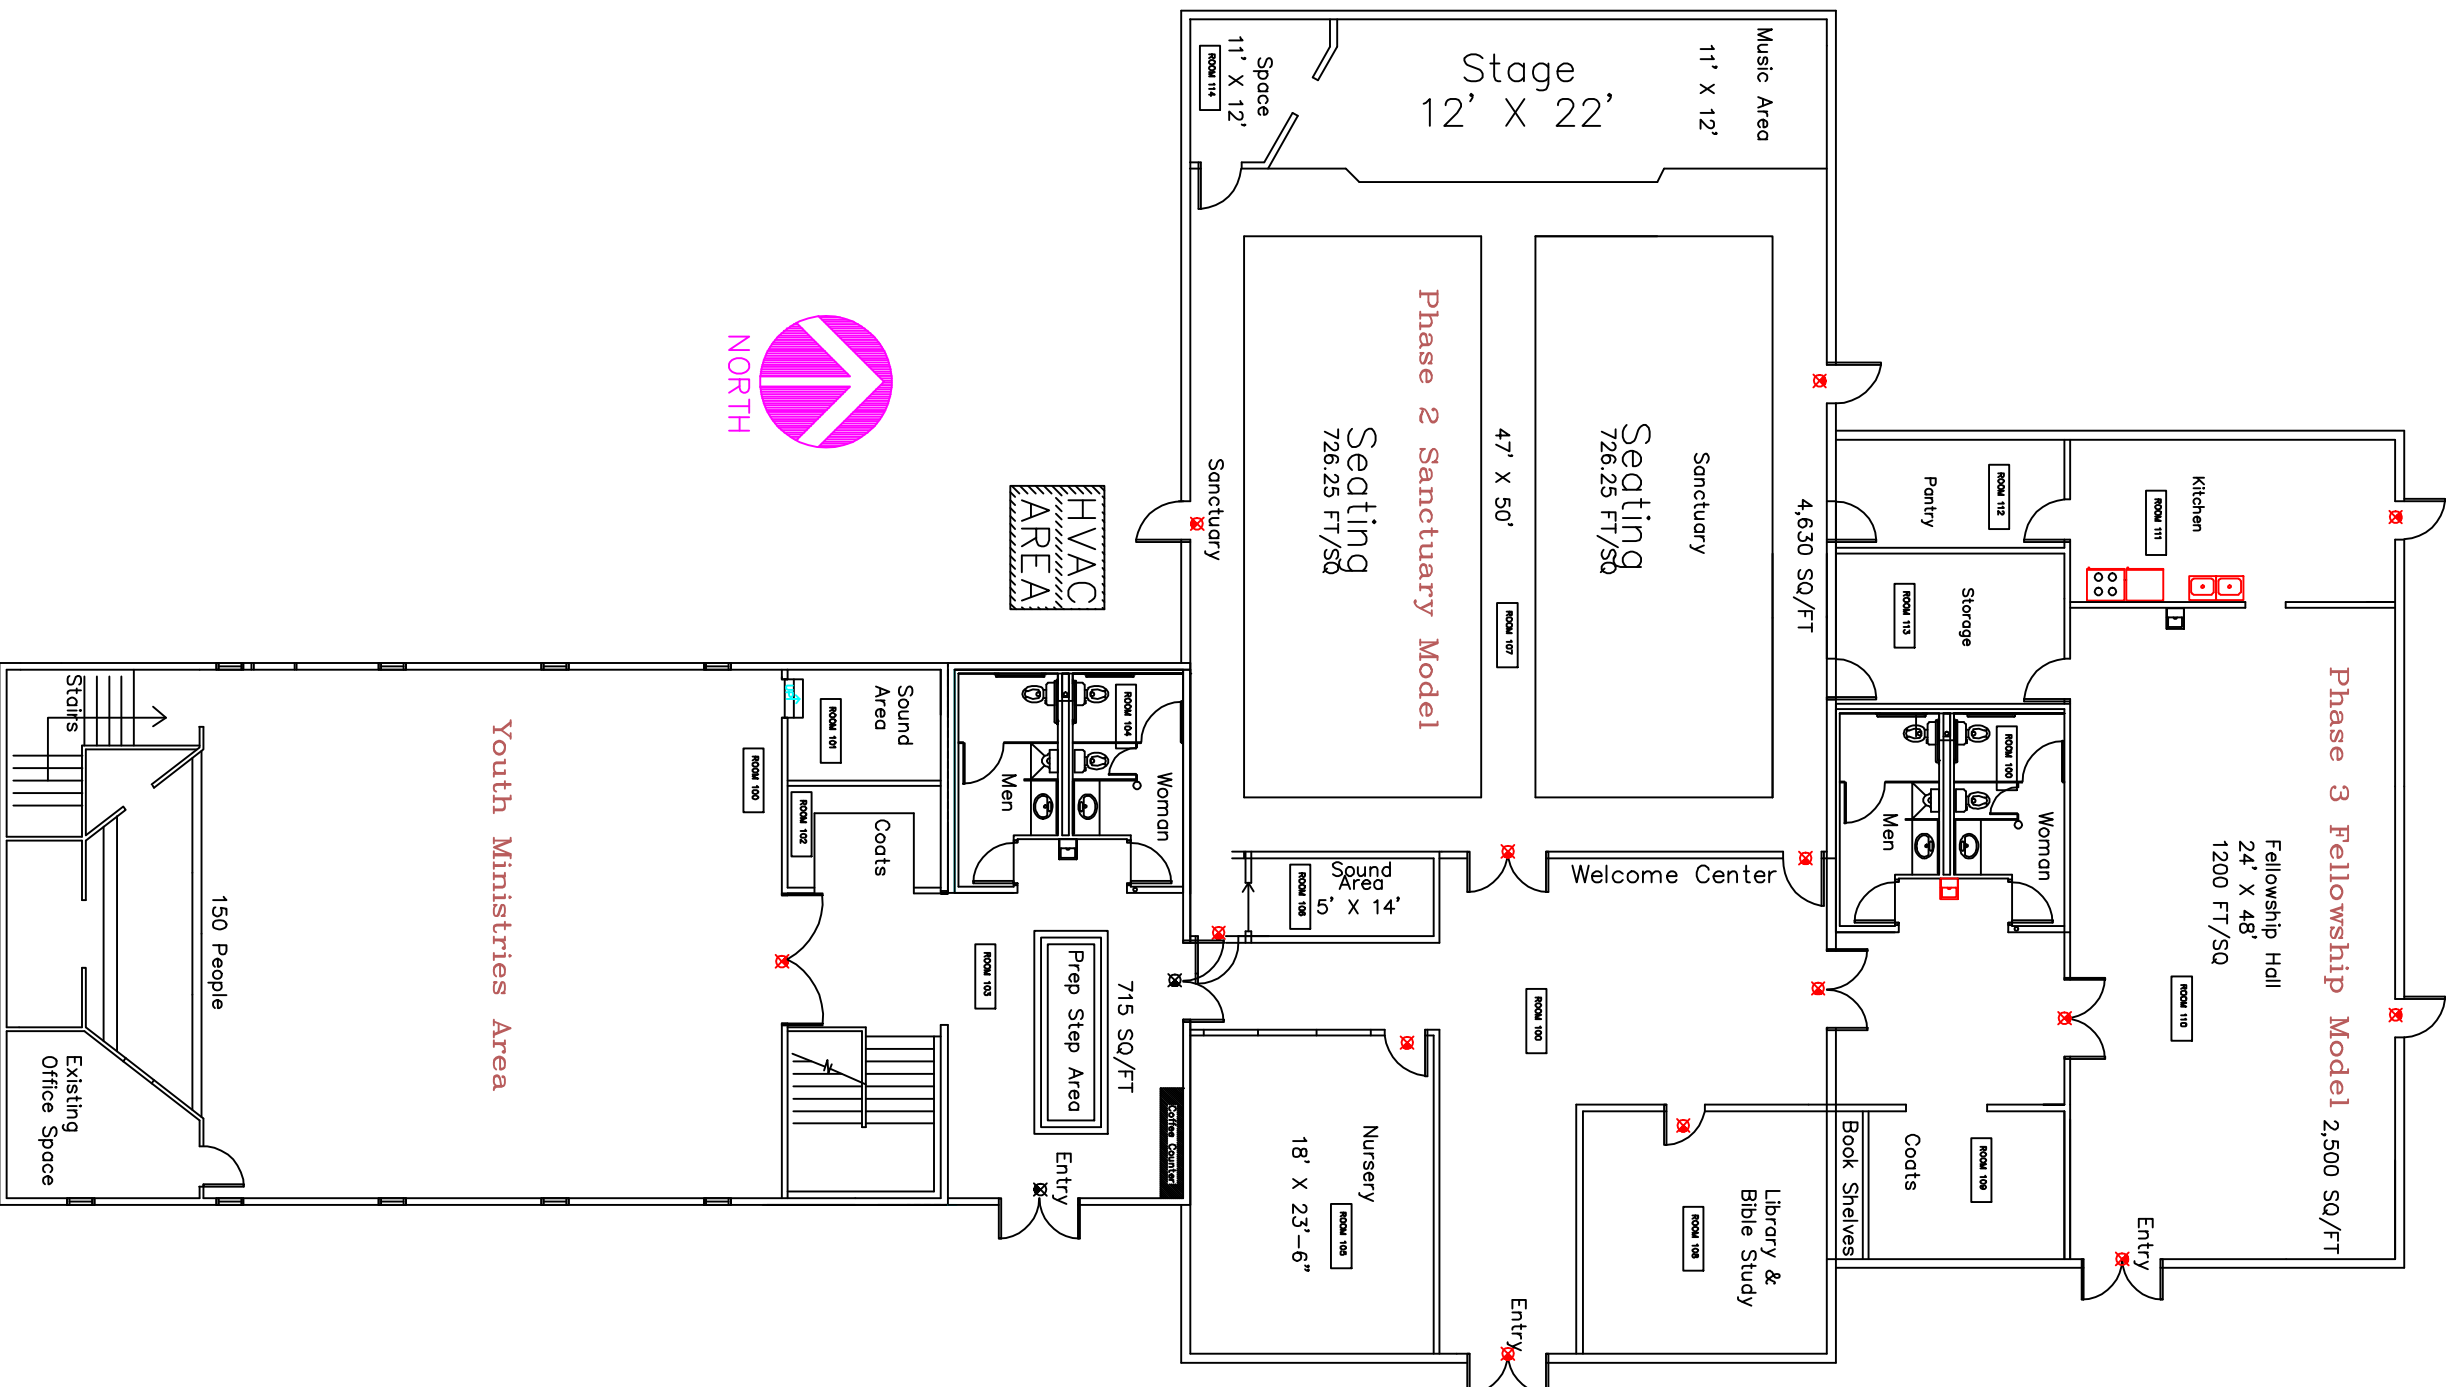 Music Area
11' X 12'
Stage
12' X 22'
Space
11' X 12'
ROOM 114
Phase 2 Sanctuary Model
Sanctuary
Seating
726.25 FT/SQ
47' X 50'
ROOM 107
Seating
726.25 FT/SQ
Sanctuary
4,630 SQ/FT
NORTH
HVAC
AREA
Kitchen
ROOM 111
ROOM 112
Pantry
Storage
ROOM 113
Phase 3 Fellowship Model
2,500 SQ/FT
Fellowship Hall
24' X 48'
1200 FT/SQ
ROOM 110
ROOM 100
Woman
Men
Entry
ROOM 109
Coats
Book Shelves
Welcome Center
Sound
Area
5' X 14'
ROOM 106
ROOM 100
Library &
Bible Study
ROOM 108
Entry
Nursery
18' X 23'-6"
ROOM 105
ROOM 104
Woman
Men
715 SQ/FT
Prep Step Area
ROOM 103
Coffee Counter
Entry
Sound
Area
ROOM 101
UP
Coats
ROOM 102
ROOM 100
Youth Ministries Area
150 People
Stairs
Existing
Office Space